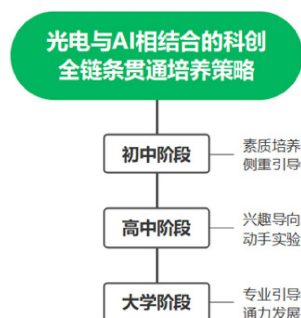 光电与AI相结合的科创
全链条贯通培养策略
初中阶段
素质培养
侧重引导
高中阶段
兴趣导向
动手实验
大学阶段
专业引导
通力发展